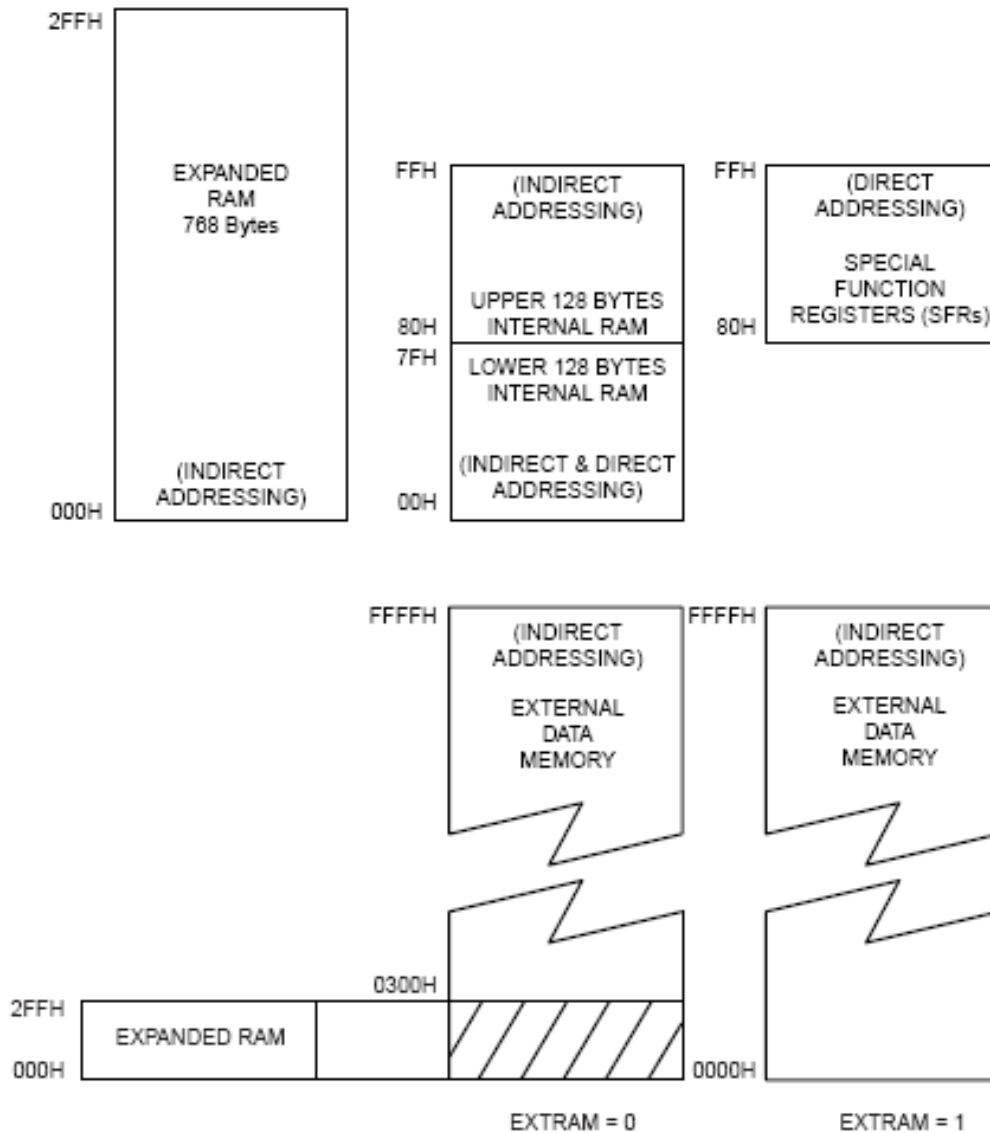 2FFH
EXPANDED
RAM
768 Bytes
(INDIRECT
ADDRESSING)
000H
FFH
(INDIRECT
ADDRESSING)
UPPER 128 BYTES
INTERNAL RAM
80H
7FH
LOWER 128 BYTES
INTERNAL RAM
(INDIRECT & DIRECT
ADDRESSING)
00H
FFH
(DIRECT
ADDRESSING)
SPECIAL
FUNCTION
REGISTERS (SFRs)
80H
FFFFH
(INDIRECT
ADDRESSING)
EXTERNAL
DATA
MEMORY
0300H
2FFH
EXPANDED RAM
000H
EXTRAM = 0
FFFFH
(INDIRECT
ADDRESSING)
EXTERNAL
DATA
MEMORY
0000H
EXTRAM = 1